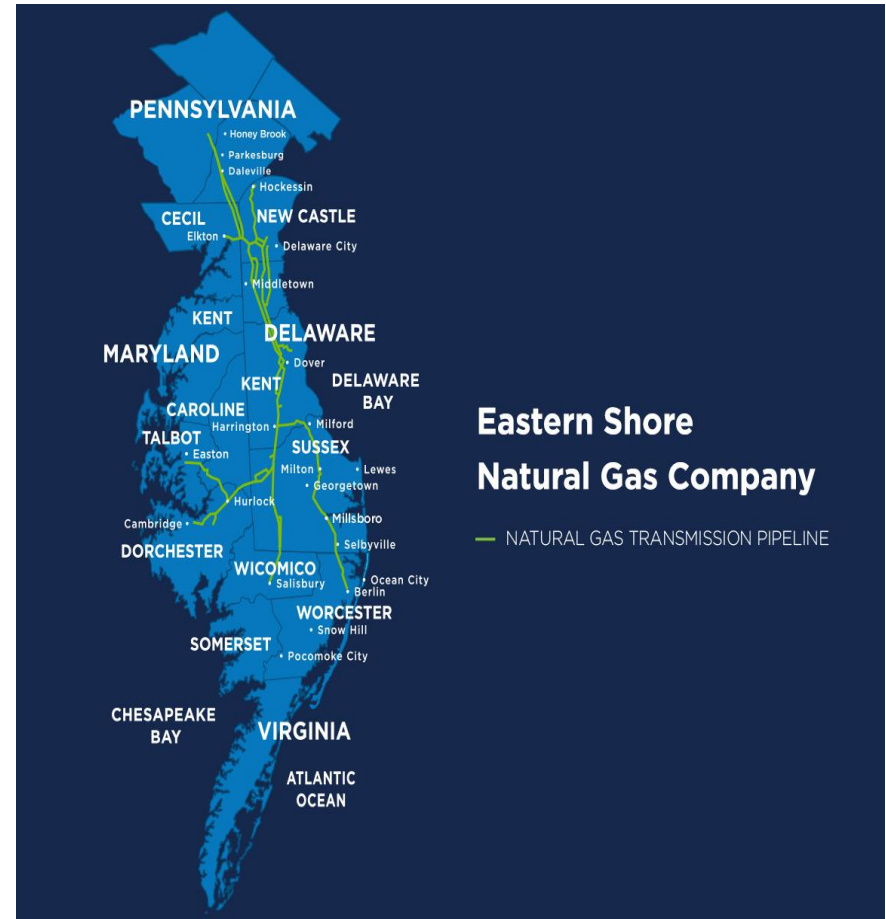 PENNSYLVANIA
Honey Brook
Parkesburg
Daleville
Hockessin
CECIL
NEW CASTLE
Elkton
Delaware City
Middletown
KENT
DELAWARE
MARYLAND
Dover
KENT
DELAWARE
BAY
CAROLINE
Harrington
Milford
TALBOT
Easton
SUSSEX
Milton
Lewes
Georgetown
Hurlock
Millsboro
Cambridge
Selbyville
DORCHESTER
WICOMICO
Salisbury
Ocean City
Berlin
WORCESTER
Snow Hill
SOMERSET
Pocomoke City
CHESAPEAKE
BAY
VIRGINIA
ATLANTIC
OCEAN
Eastern Shore
Natural Gas Company
NATURAL GAS TRANSMISSION PIPELINE